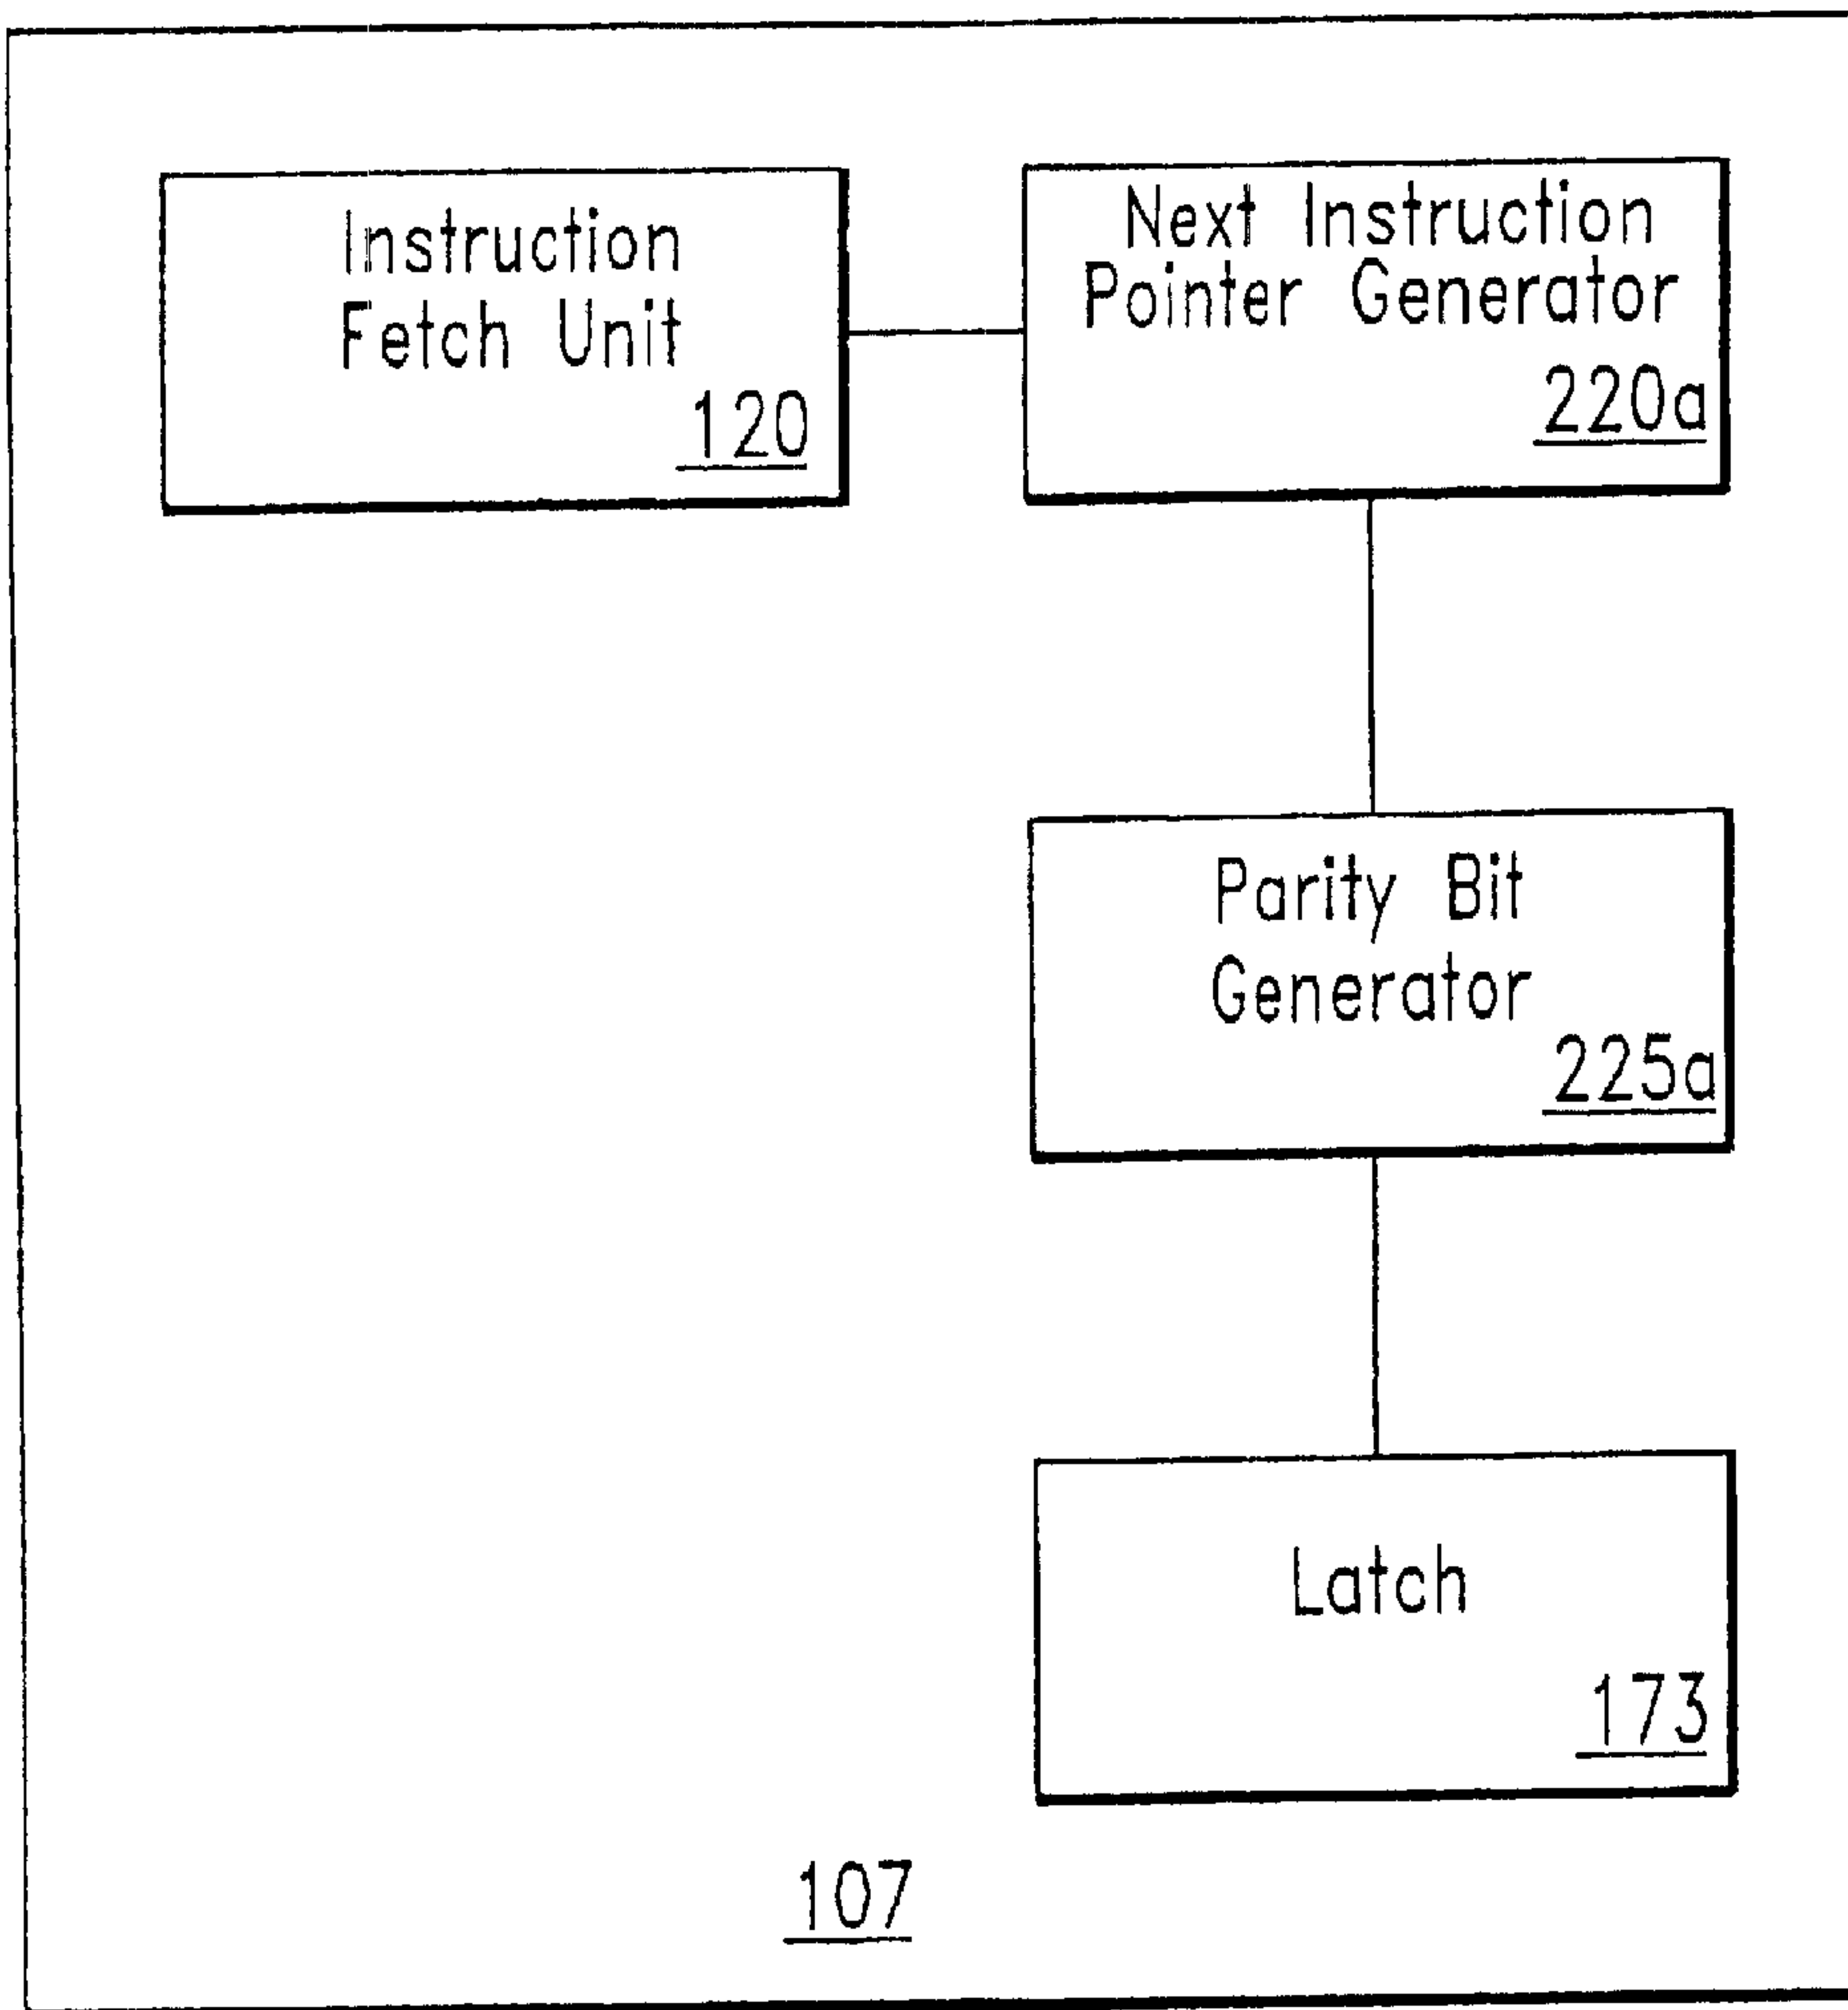 Instruction
Fetch Unit
120
Next Instruction
Pointer Generator
220a
Parity Bit
Generator
225a
Latch
173
107